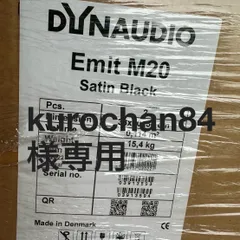 DYNAUDIO
Emit M20
Satin Black
Pcs. 2
kurochan84
様専用
15,4 kg
Serial no.
QR
Made in Denmark